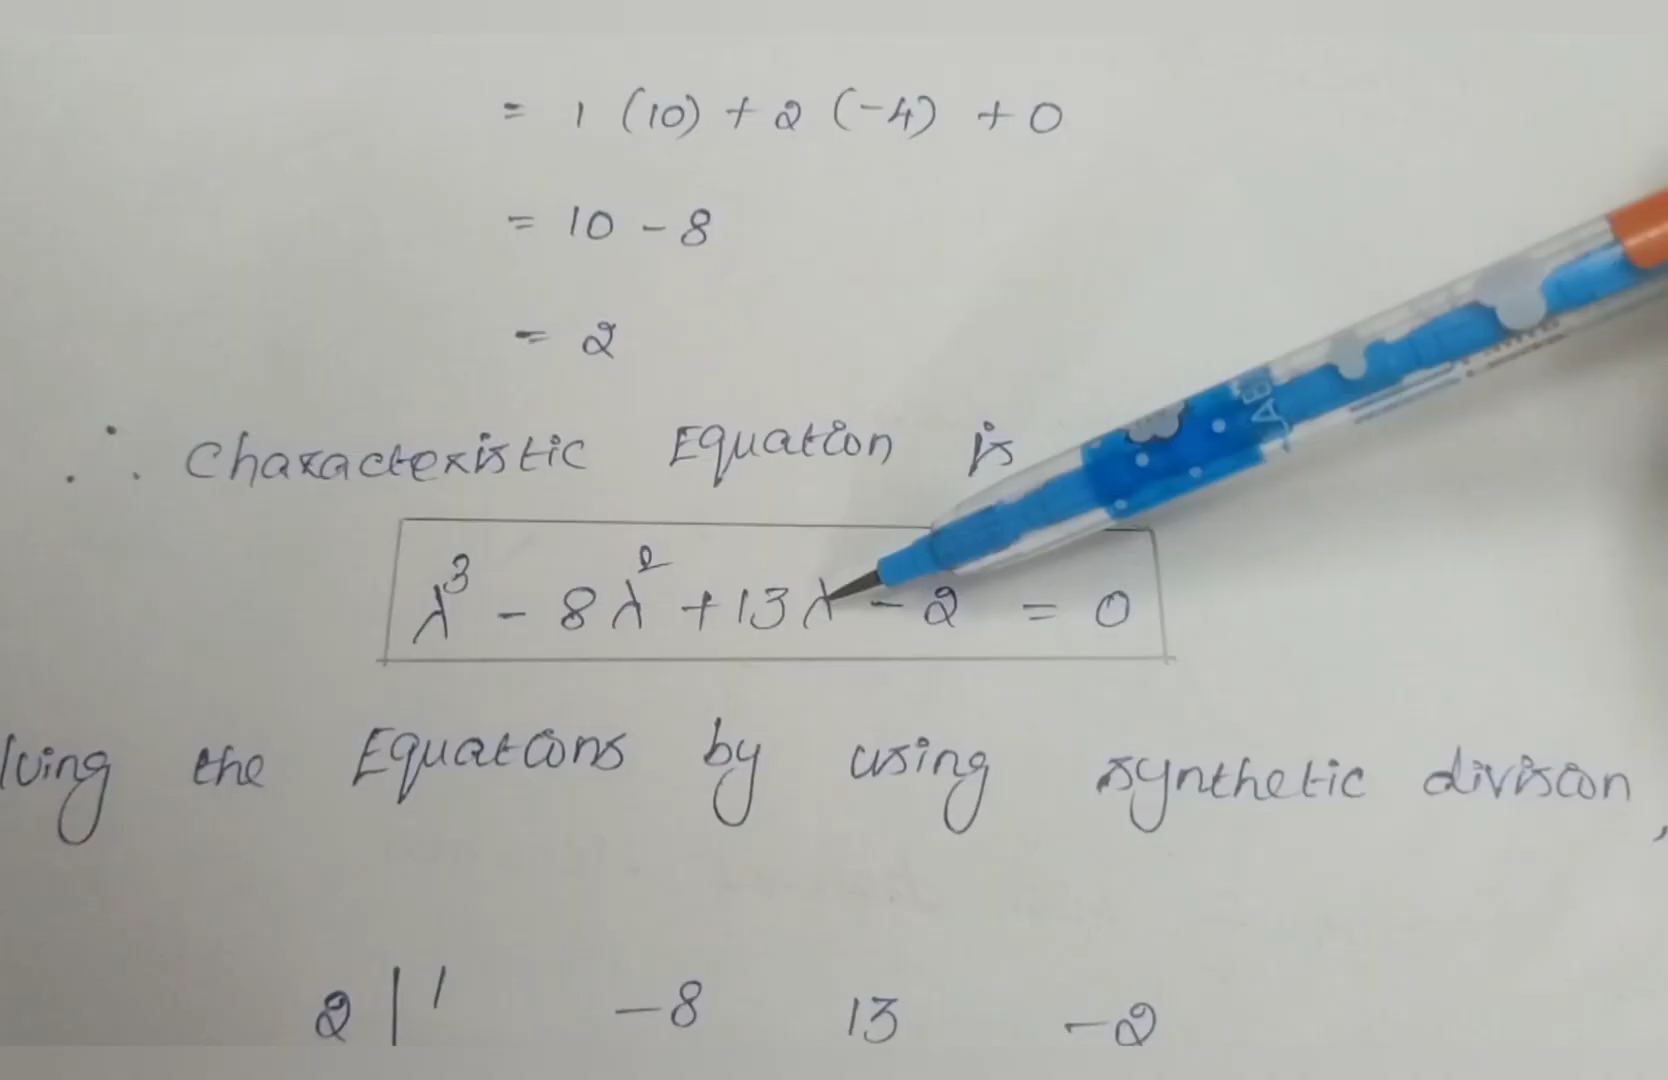 = 1 (10) + 2 (-4) + 0
= 10 - 8
= 2
∴ Characteristic Equation is
λ³ - 8λ² + 13λ - 2 = 0
lving the Equations by using synthetic division,
2 | 1 -8 13 -2